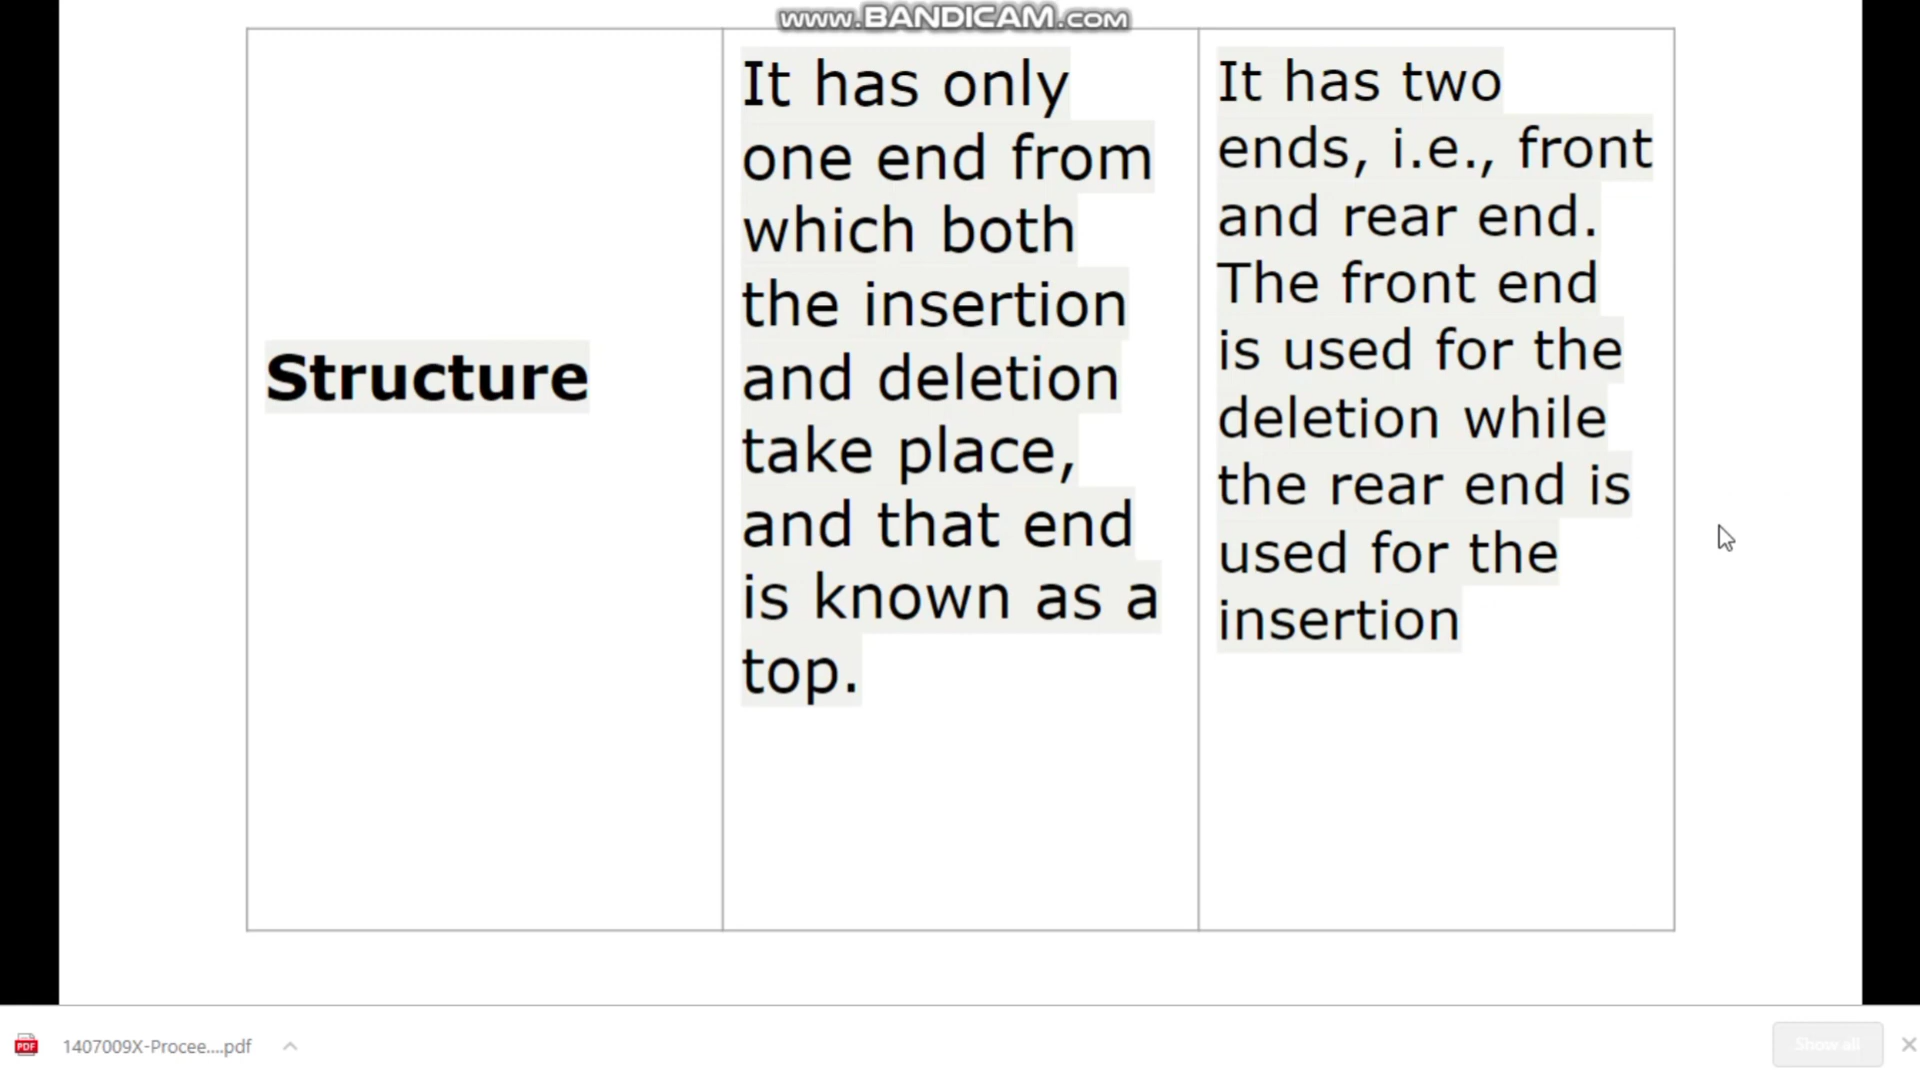 www.BANDICAM.com
Structure
It has only
one end from
which both
the insertion
and deletion
take place,
and that end
is known as a
top.
It has two
ends, i.e., front
and rear end.
The front end
is used for the
deletion while
the rear end is
used for the
insertion
1407009X-Procee....pdf
Show all